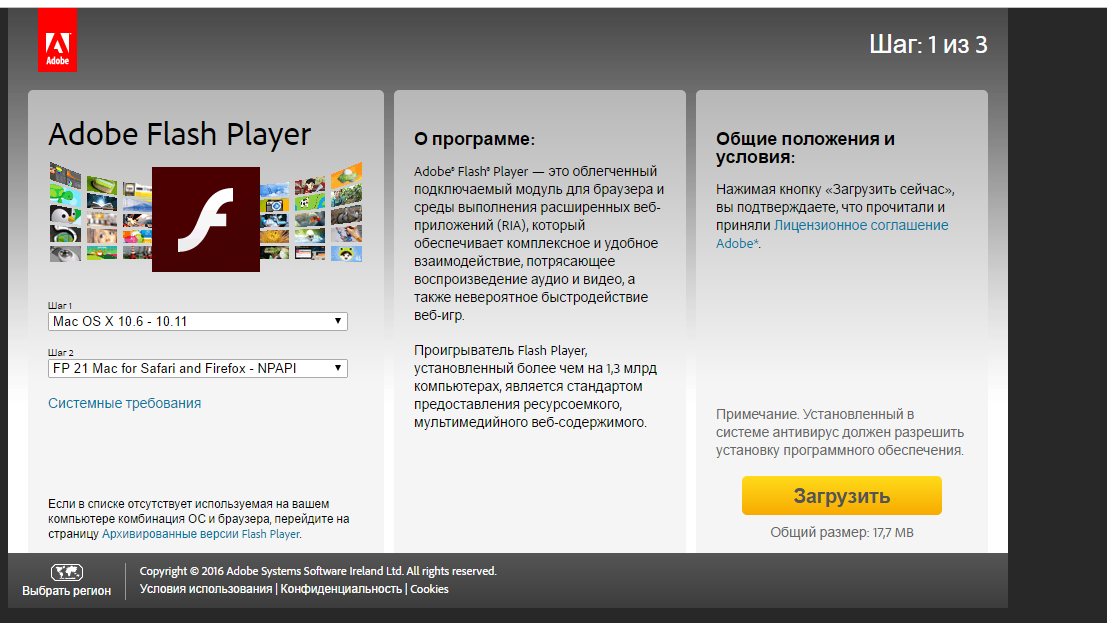 Adobe
Шаг: 1 из 3
Adobe Flash Player
Шаг 1
Mac OS X 10.6 - 10.11
Шаг 2
FP 21 Mac for Safari and Firefox - NPAPI
Системные требования
Если в списке отсутствует используемая на вашем
компьютере комбинация ОС и браузера, перейдите на
страницу Архивированные версии Flash Player.
О программе:
Adobe® Flash® Player — это облегченный
подключаемый модуль для браузера и
среды выполнения расширенных веб-
приложений (RIA), который
обеспечивает комплексное и удобное
взаимодействие, потрясающее
воспроизведение аудио и видео, а
также невероятное быстродействие
веб-игр.
Проигрыватель Flash Player,
установленный более чем на 1,3 млрд
компьютерах, является стандартом
предоставления ресурсоемкого,
мультимедийного веб-содержимого.
Общие положения и
условия:
Нажимая кнопку «Загрузить сейчас»,
вы подтверждаете, что прочитали и
приняли Лицензионное соглашение
Adobe*.
Примечание. Установленный в
системе антивирус должен разрешить
установку программного обеспечения.
Загрузить
Общий размер: 17,7 MB
Выбрать регион
Copyright © 2016 Adobe Systems Software Ireland Ltd. All rights reserved.
Условия использования | Конфиденциальность | Cookies